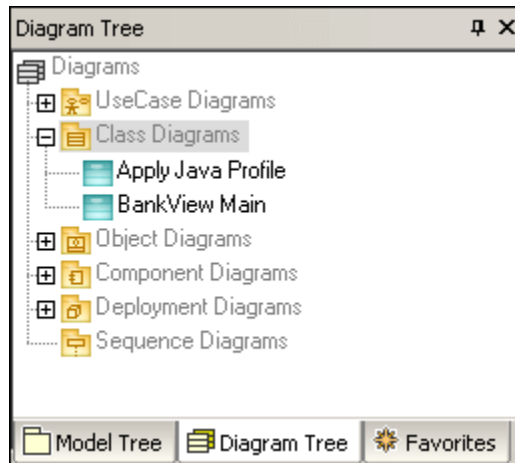 Diagram Tree
Diagrams
UseCase Diagrams
Class Diagrams
Apply Java Profile
BankView Main
Object Diagrams
Component Diagrams
Deployment Diagrams
Sequence Diagrams
Model Tree Diagram Tree Favorites